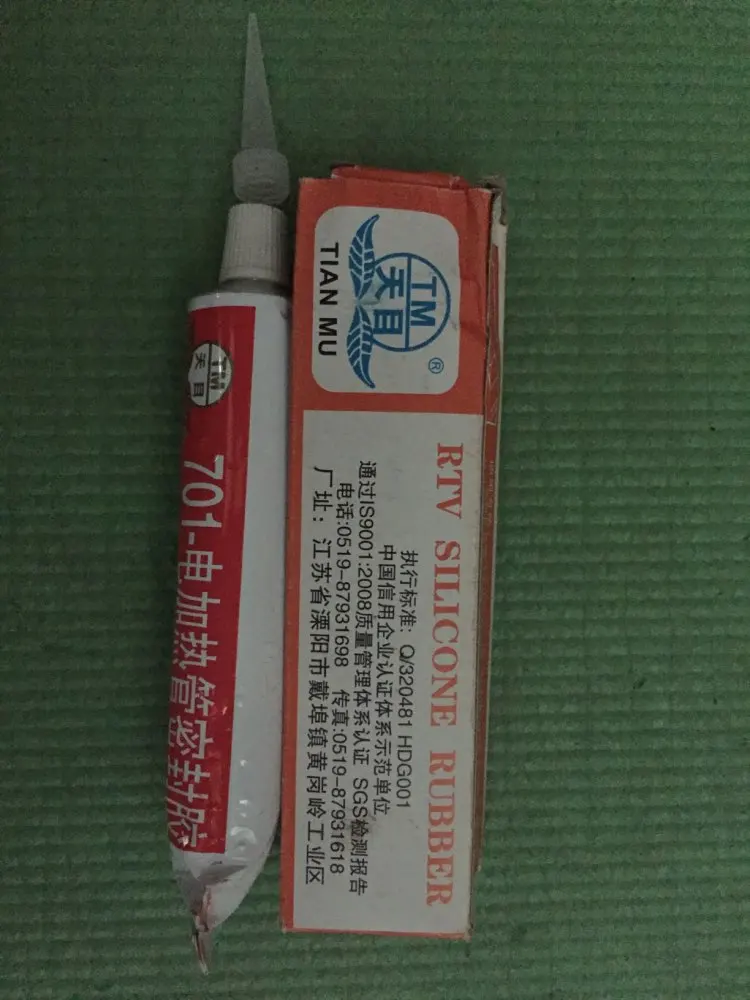 TM
天目
701-电加热管密封胶
TM
天目
®
TIAN MU
RTV SILICONE RUBBER
执行标准：Q/320481 HDG001
中国信用企业认证体系示范单位
通过IS9001:2008质量管理体系认证 SGS检测报告
电话:0519-87931698 传真:0519-87931618
厂址：江苏省溧阳市戴埠镇黄岗岭工业区